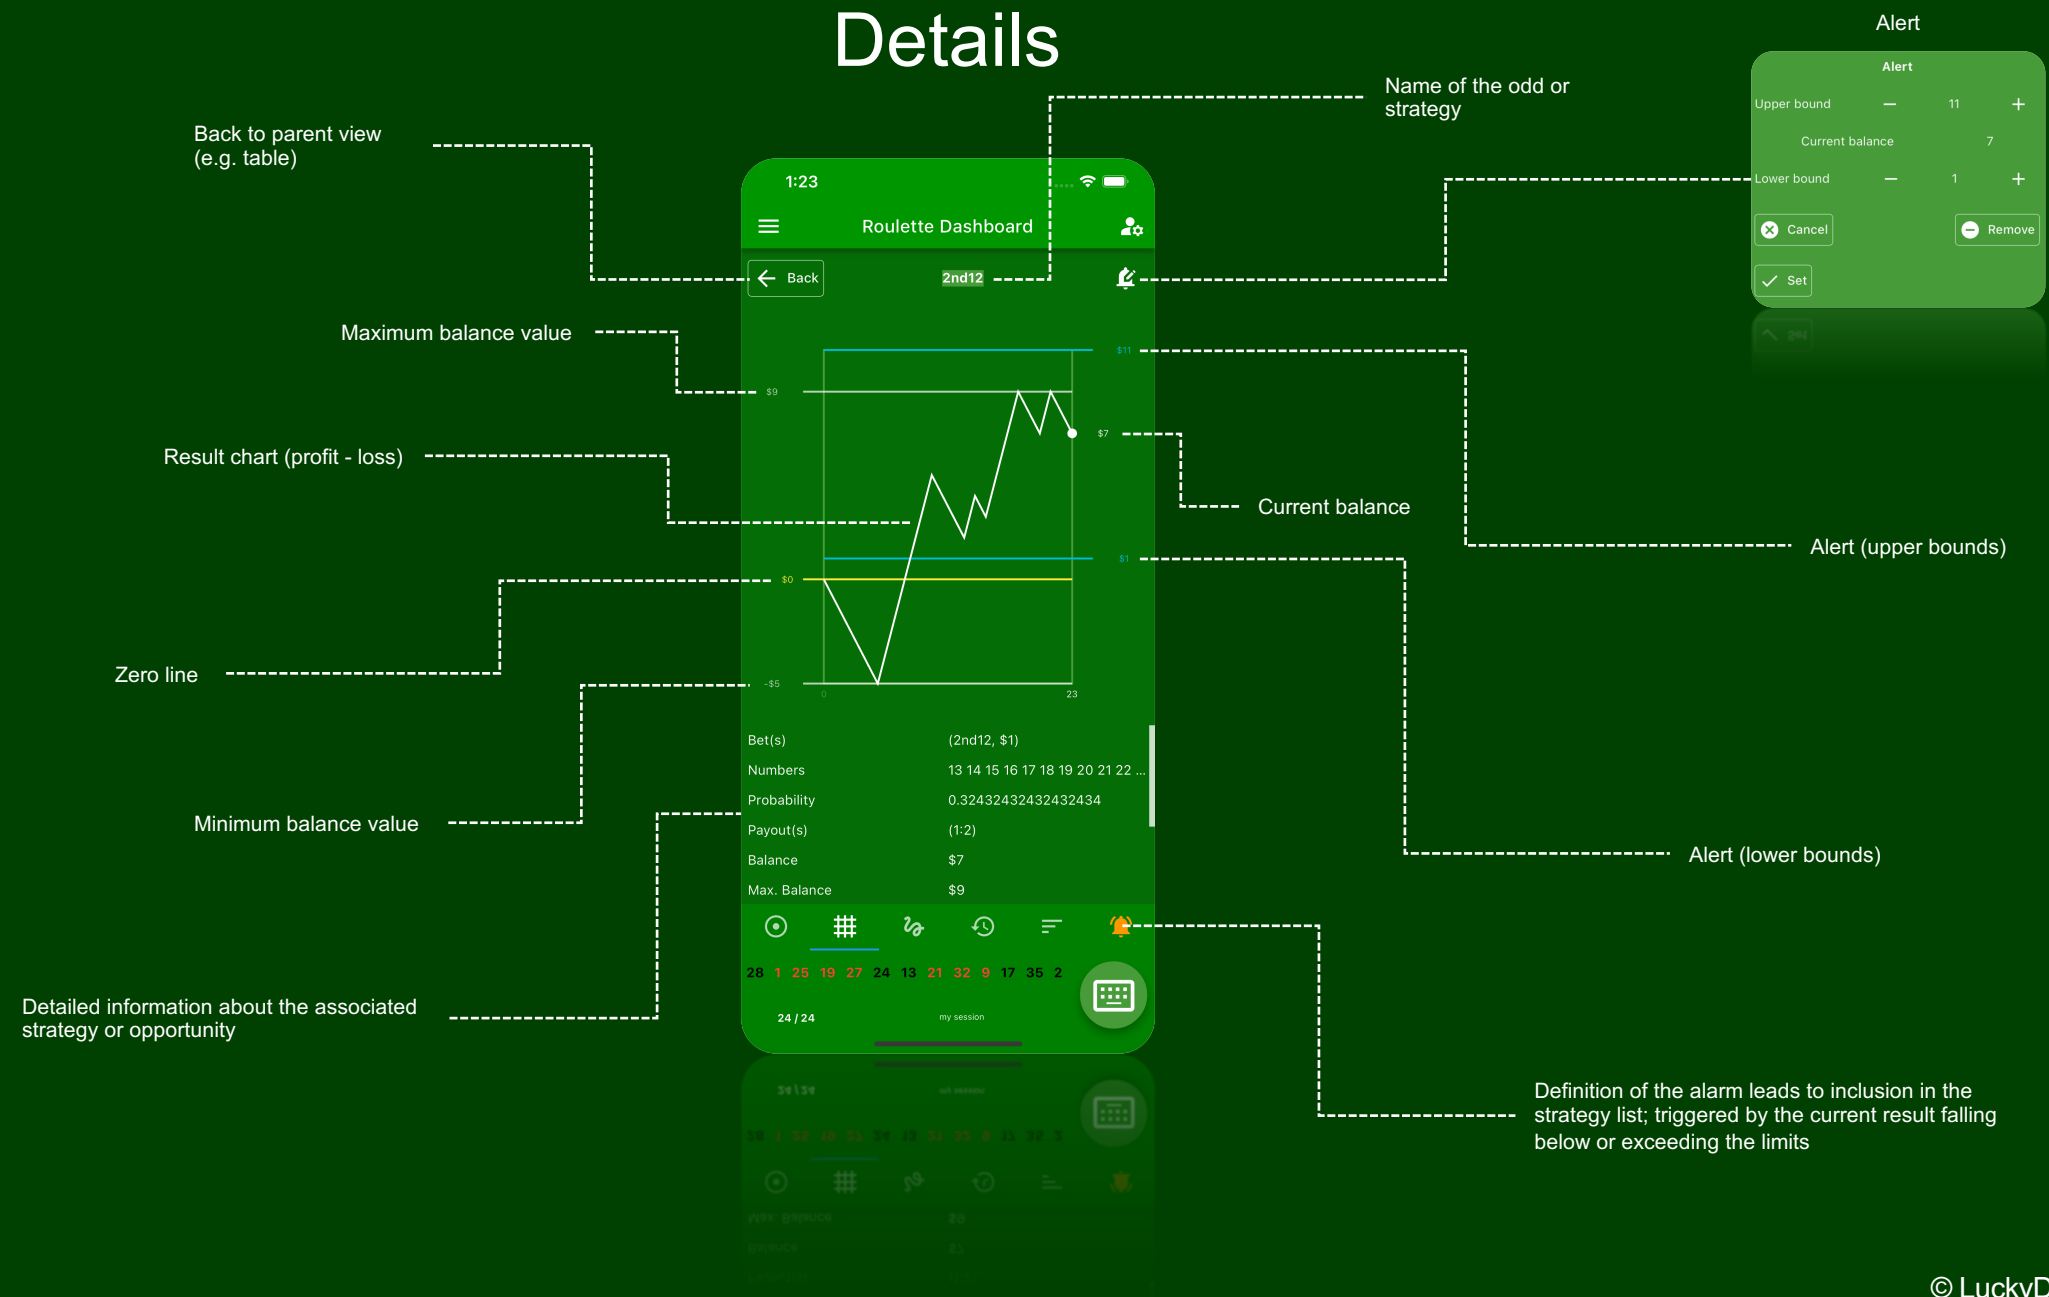 Details
Alert
Alert
Upper bound
11
Current balance
7
Lower bound
1
Cancel
Remove
Set
Name of the odd or
strategy
Back to parent view
(e.g. table)
1:23
Roulette Dashboard
Back
2nd12
Maximum balance value
$11
$9
$7
Result chart (profit - loss)
Current balance
Alert (upper bounds)
$1
$0
Zero line
-$5
0
23
Bet(s) (2nd12, $1)
Numbers 13 14 15 16 17 18 19 20 21 22 ...
Probability 0.32432432432432434
Payout(s) (1:2)
Balance $7
Max. Balance $9
Minimum balance value
Alert (lower bounds)
28 1 25 19 27 24 13 21 32 9 17 35 2
24 / 24
my session
Detailed information about the associated
strategy or opportunity
Definition of the alarm leads to inclusion in the
strategy list; triggered by the current result falling
below or exceeding the limits
© LuckyD